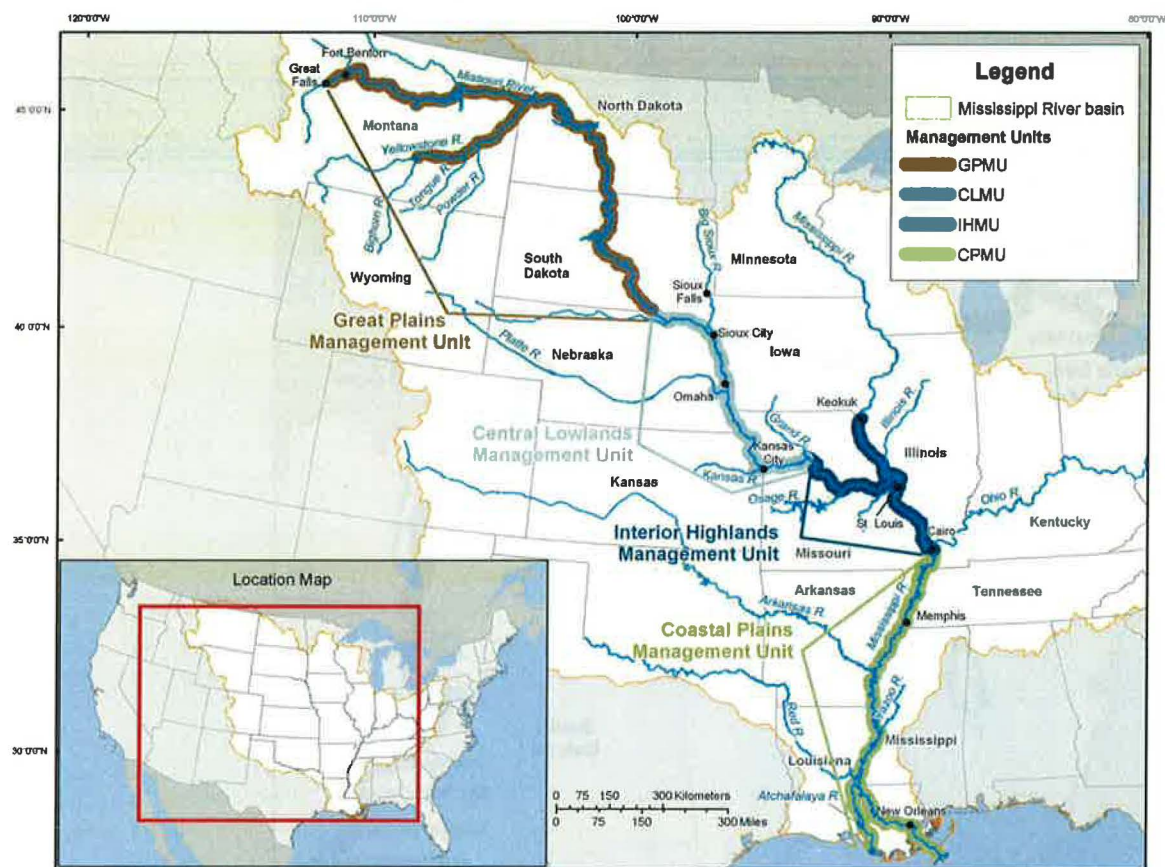 120°0'0"W
110°0'0"W
100°0'0"W
90°0'0"W
80°0'0"W
45°0'0"N
40°0'0"N
35°0'0"N
30°0'0"N
Legend
Mississippi River basin
Management Units
GPMU
CLMU
IHMU
CPMU
Fort Benton
Great
Falls
Missouri River
North Dakota
Montana
Yellowstone R.
Tongue R.
Powder R.
Bighorn R.
Big Sioux R.
Mississippi R.
Minnesota
South
Dakota
Wyoming
Sioux
Falls
Great Plains
Management Unit
Sioux City
Iowa
Platte R.
Nebraska
Omaha
Keokuk
Illinois R.
Grand R.
Central Lowlands
Management Unit
Kansas
City
Illinois
Kansas R.
Kansas
Osage R.
St. Louis
Ohio R.
Cairo
Kentucky
Interior Highlands
Management Unit
Missouri
Location Map
Arkansas
Tennessee
Arkansas R.
Mississippi R.
Memphis
Coastal Plains
Management Unit
Yazoo R.
Red R.
Mississippi
Louisiana
Atchafalaya R.
New Orleans
0 75 150 300 Kilometers
0 75 150 300 Miles